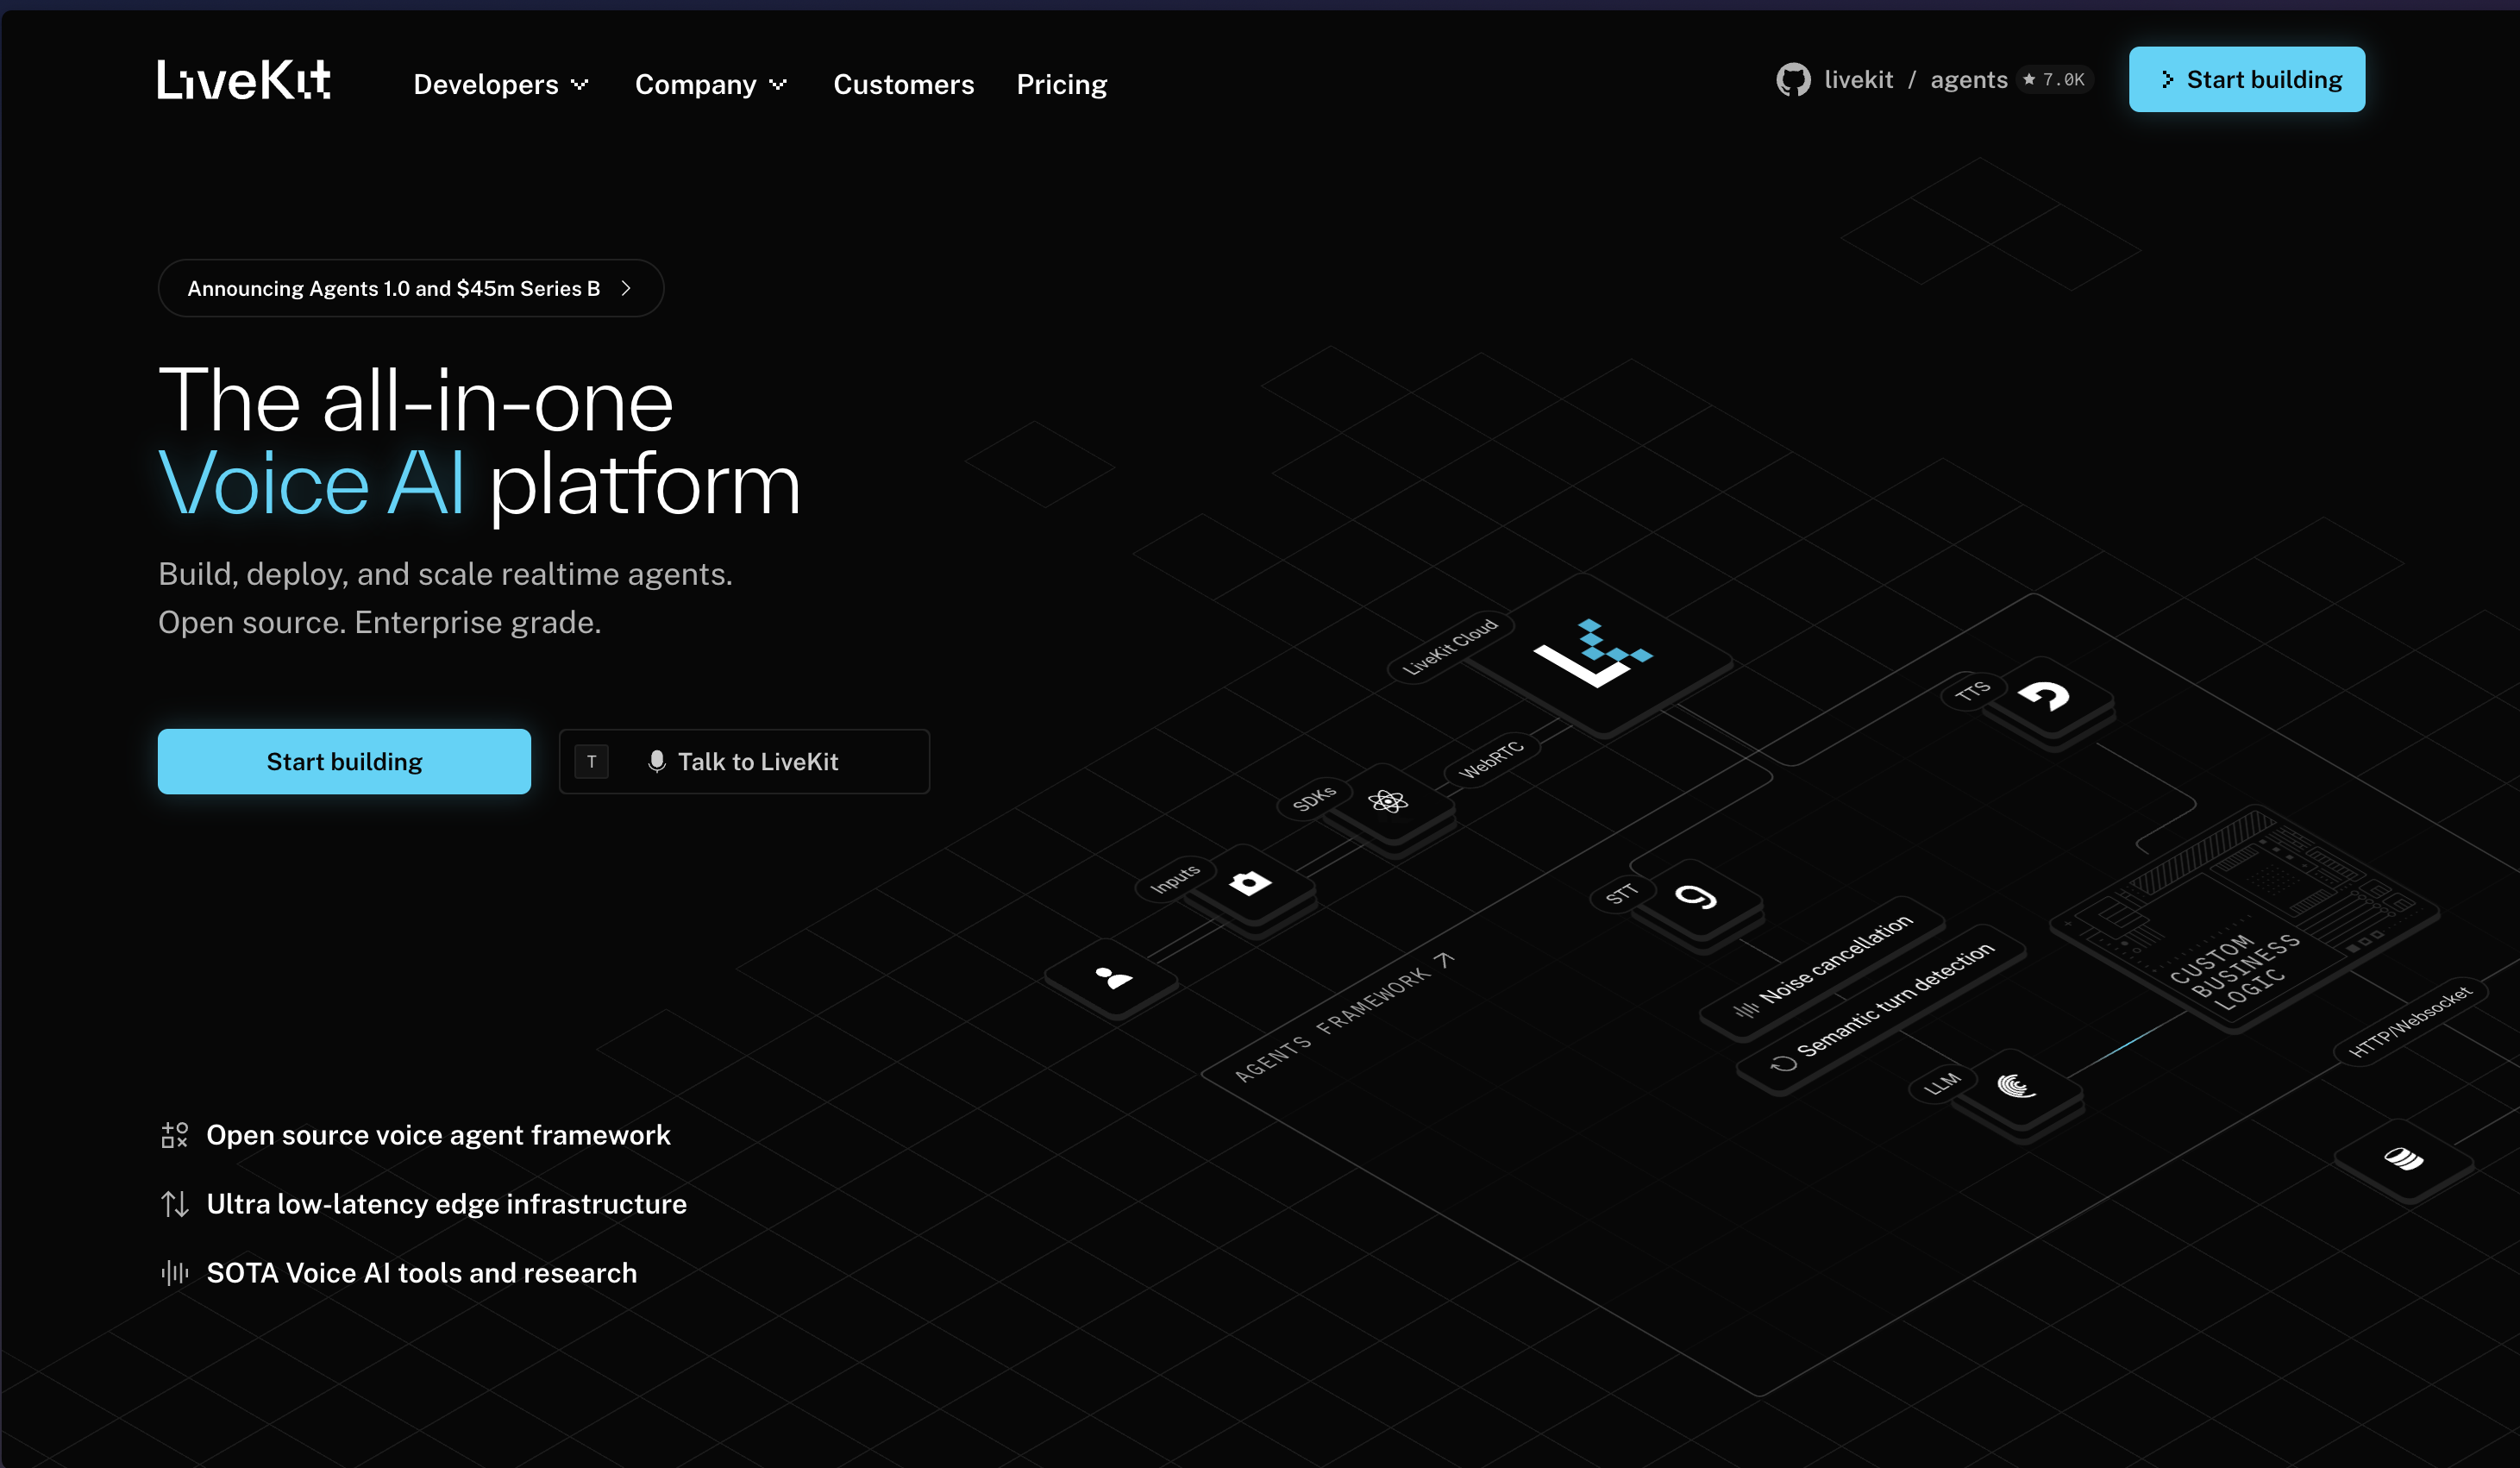 LiveKit
Developers
Company
Customers
Pricing
livekit / agents ★ 7.0K
Start building
Announcing Agents 1.0 and $45m Series B
The all-in-one
Voice AI platform
Build, deploy, and scale realtime agents.
Open source. Enterprise grade.
Start building
T
Talk to LiveKit
LiveKit Cloud
WebRTC
SDKs
Inputs
TTS
STT
Noise cancellation
Semantic turn detection
LLM
CUSTOM
BUSINESS
LOGIC
HTTP/Websocket
AGENTS FRAMEWORK
Open source voice agent framework
Ultra low-latency edge infrastructure
SOTA Voice AI tools and research